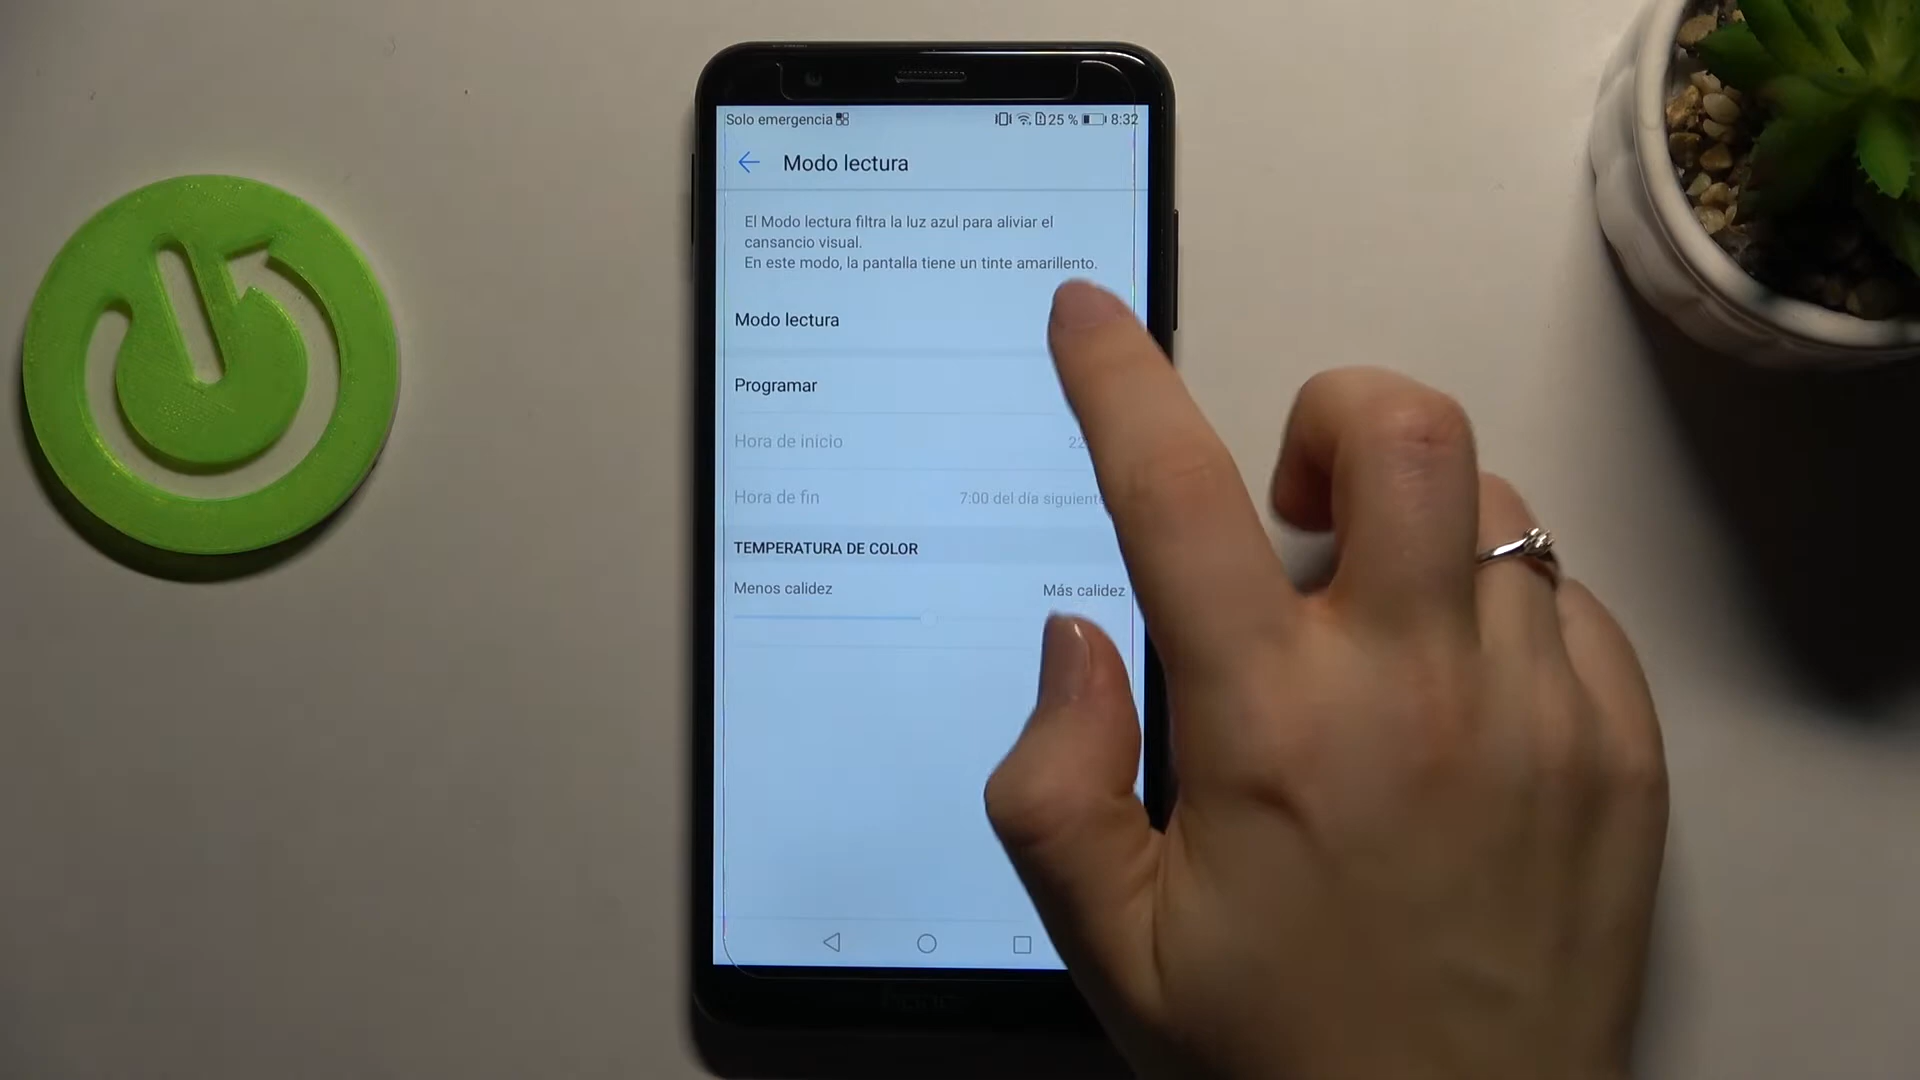 Solo emergencia 25 % 8:32
Modo lectura
El Modo lectura filtra la luz azul para aliviar el
cansancio visual.
En este modo, la pantalla tiene un tinte amarillento.
Modo lectura
Programar
Hora de inicio
Hora de fin 7:00 del día siguiente
TEMPERATURA DE COLOR
Menos calidez Más calidez